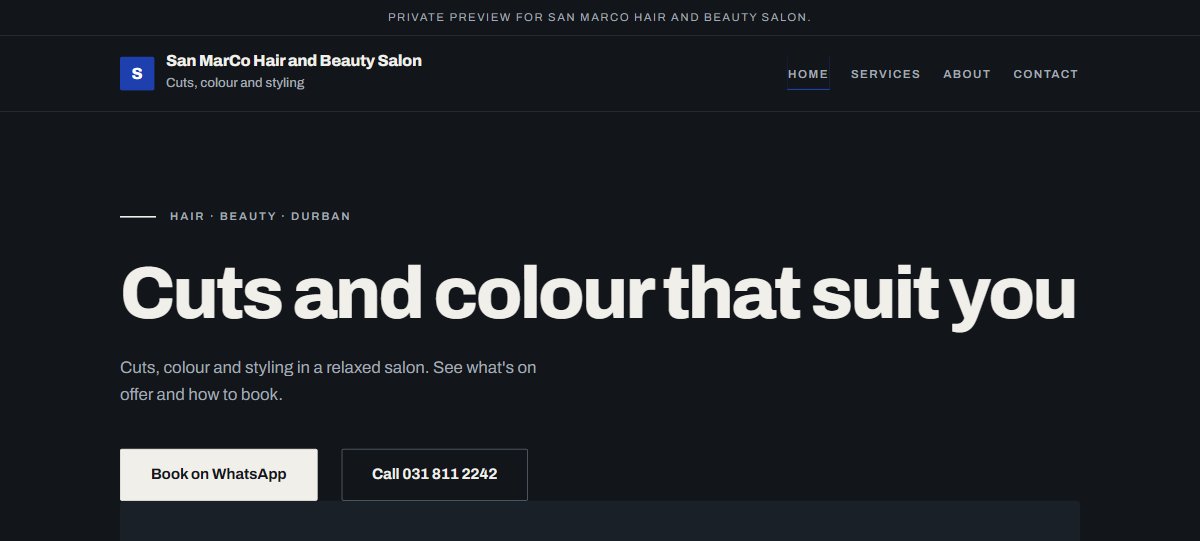 PRIVATE PREVIEW FOR SAN MARCO HAIR AND BEAUTY SALON.
S
San MarCo Hair and Beauty Salon
Cuts, colour and styling
HOME SERVICES ABOUT CONTACT
HAIR · BEAUTY · DURBAN
Cuts and colour that suit you
Cuts, colour and styling in a relaxed salon. See what's on
offer and how to book.
Book on WhatsApp
Call 031 811 2242